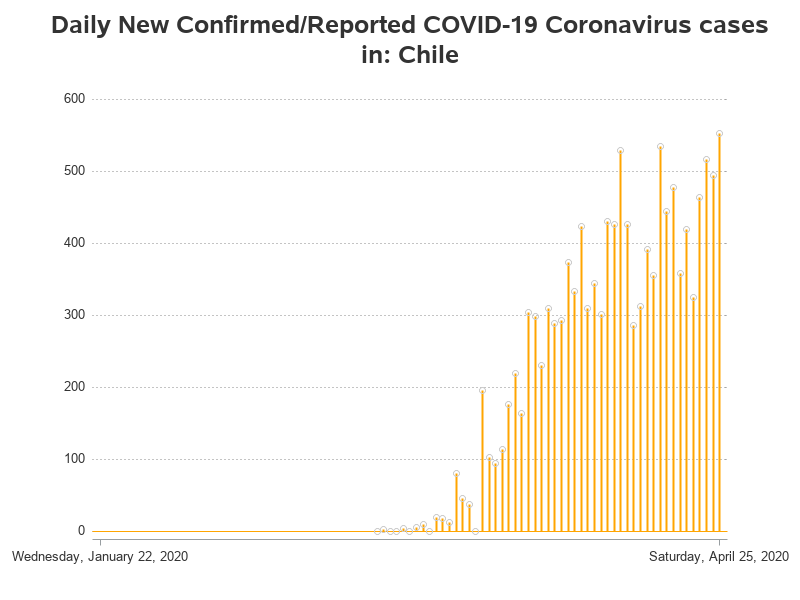 Daily New Confirmed/Reported COVID-19 Coronavirus cases
in: Chile
600
500
400
300
200
100
0
Wednesday, January 22, 2020
Saturday, April 25, 2020